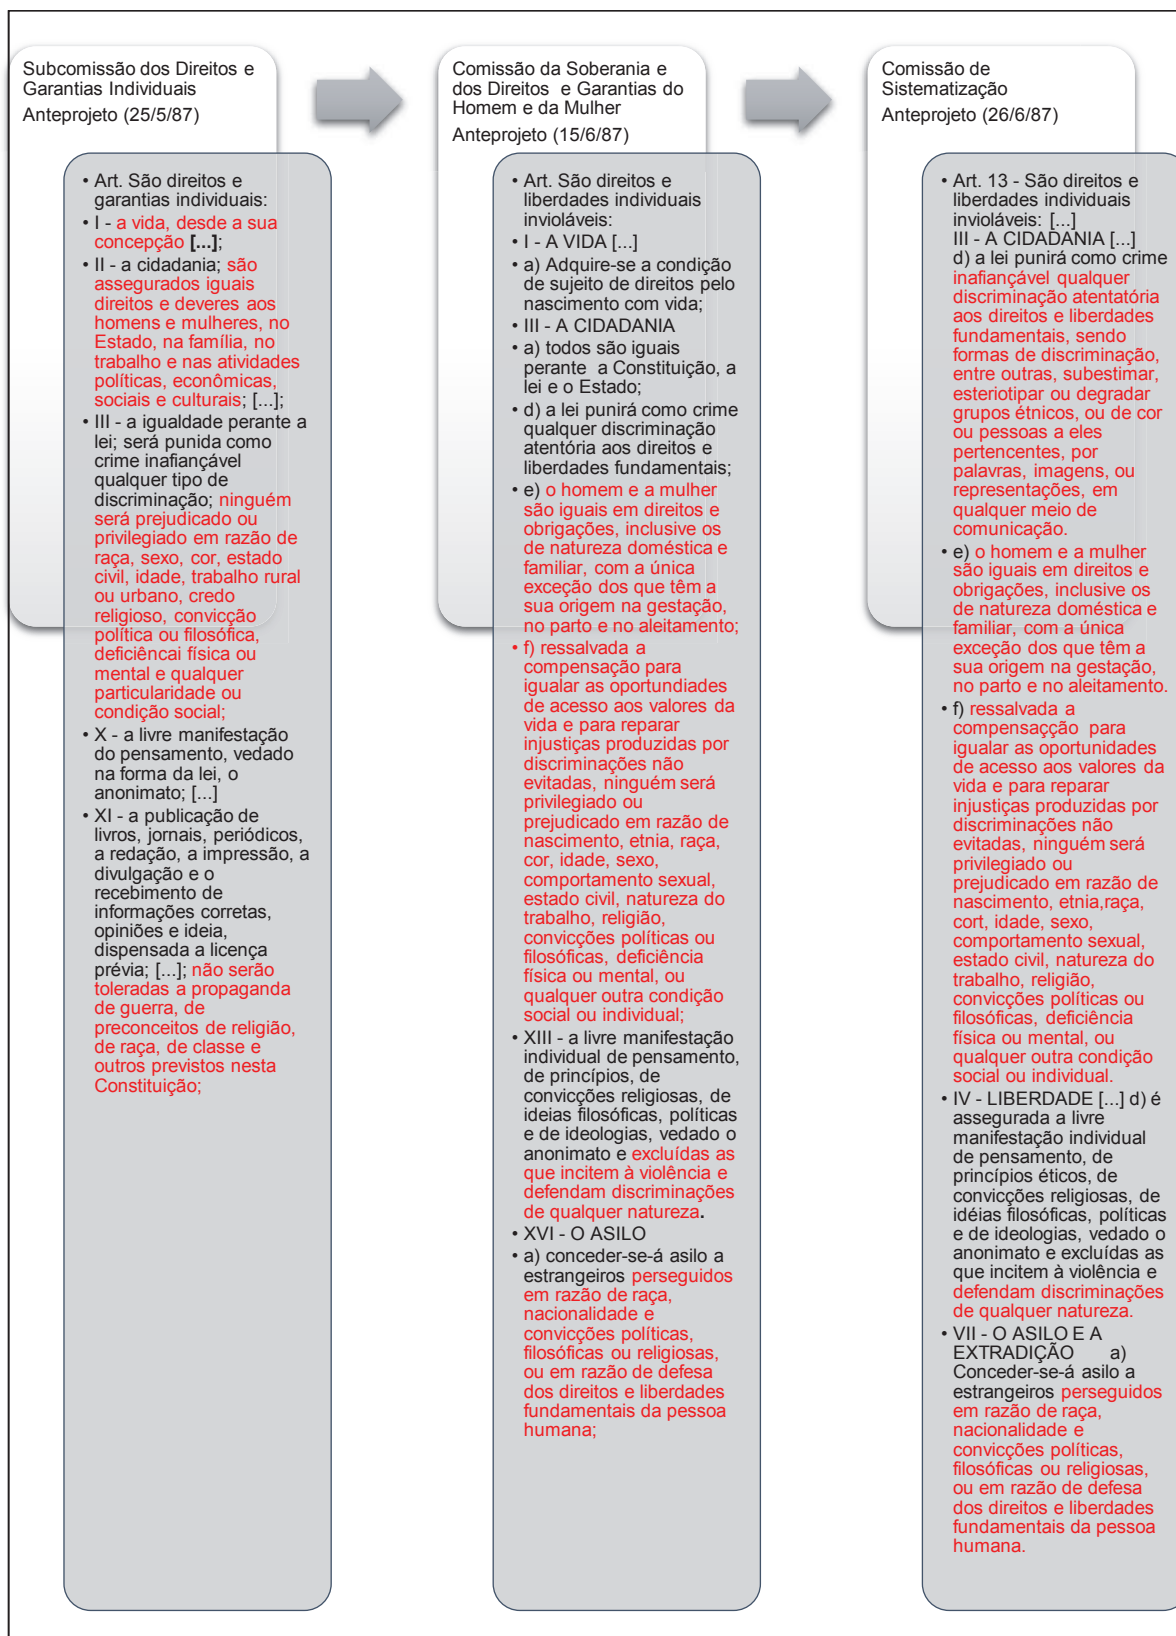 Subcomissão dos Direitos e
Garantias Individuais
Anteprojeto (25/5/87)
• Art. São direitos e
garantias individuais:
• I - a vida, desde a sua
concepção [...];
• II - a cidadania; são
assegurados iguais
direitos e deveres aos
homens e mulheres, no
Estado, na família, no
trabalho e nas atividades
políticas, econômicas,
sociais e culturais; [...];
• III - a igualdade perante a
lei; será punida como
crime inafiançável
qualquer tipo de
discriminação; ninguém
será prejudicado ou
privilegiado em razão de
raça, sexo, cor, estado
civil, idade, trabalho rural
ou urbano, credo
religioso, convicção
política ou filosófica,
deficiêncai física ou
mental e qualquer
particularidade ou
condição social;
• X - a livre manifestação
do pensamento, vedado
na forma da lei, o
anonimato; [...]
• XI - a publicação de
livros, jornais, periódicos,
a redação, a impressão, a
divulgação e o
recebimento de
informações corretas,
opiniões e ideia,
dispensada a licença
prévia; [...]; não serão
toleradas a propaganda
de guerra, de
preconceitos de religião,
de raça, de classe e
outros previstos nesta
Constituição;
Comissão da Soberania e
dos Direitos e Garantias do
Homem e da Mulher
Anteprojeto (15/6/87)
• Art. São direitos e
liberdades individuais
invioláveis:
• I - A VIDA [...]
• a) Adquire-se a condição
de sujeito de direitos pelo
nascimento com vida;
• III - A CIDADANIA
• a) todos são iguais
perante a Constituição, a
lei e o Estado;
• d) a lei punirá como crime
qualquer discriminação
atentória aos direitos e
liberdades fundamentais;
• e) o homem e a mulher
são iguais em direitos e
obrigações, inclusive os
de natureza doméstica e
familiar, com a única
exceção dos que têm a
sua origem na gestação,
no parto e no aleitamento;
• f) ressalvada a
compensação para
igualar as oportundiades
de acesso aos valores da
vida e para reparar
injustiças produzidas por
discriminações não
evitadas, ninguém será
privilegiado ou
prejudicado em razão de
nascimento, etnia, raça,
cor, idade, sexo,
comportamento sexual,
estado civil, natureza do
trabalho, religião,
convicções políticas ou
filosóficas, deficiência
física ou mental, ou
qualquer outra condição
social ou individual;
• XIII - a livre manifestação
individual de pensamento,
de princípios, de
convicções religiosas, de
ideias filosóficas, políticas
e de ideologias, vedado o
anonimato e excluídas as
que incitem à violência e
defendam discriminações
de qualquer natureza.
• XVI - O ASILO
• a) conceder-se-á asilo a
estrangeiros perseguidos
em razão de raça,
nacionalidade e
convicções políticas,
filosóficas ou religiosas,
ou em razão de defesa
dos direitos e liberdades
fundamentais da pessoa
humana;
Comissão de
Sistematização
Anteprojeto (26/6/87)
• Art. 13 - São direitos e
liberdades individuais
invioláveis: [...]
III - A CIDADANIA [...]
d) a lei punirá como crime
inafiançável qualquer
discriminação atentatória
aos direitos e liberdades
fundamentais, sendo
formas de discriminação,
entre outras, subestimar,
esteriotipar ou degradar
grupos étnicos, ou de cor
ou pessoas a eles
pertencentes, por
palavras, imagens, ou
representações, em
qualquer meio de
comunicação.
• e) o homem e a mulher
são iguais em direitos e
obrigações, inclusive os
de natureza doméstica e
familiar, com a única
exceção dos que têm a
sua origem na gestação,
no parto e no aleitamento.
• f) ressalvada a
compensaçção para
igualar as oportunidades
de acesso aos valores da
vida e para reparar
injustiças produzidas por
discriminações não
evitadas, ninguém será
privilegiado ou
prejudicado em razão de
nascimento, etnia,raça,
cort, idade, sexo,
comportamento sexual,
estado civil, natureza do
trabalho, religião,
convicções políticas ou
filosóficas, deficiência
física ou mental, ou
qualquer outra condição
social ou individual.
• IV - LIBERDADE [...] d) é
assegurada a livre
manifestação individual
de pensamento, de
princípios éticos, de
convicções religiosas, de
idéias filosóficas, políticas
e de ideologias, vedado o
anonimato e excluídas as
que incitem à violência e
defendam discriminações
de qualquer natureza.
• VII - O ASILO E A
EXTRADIÇÃO a)
Conceder-se-á asilo a
estrangeiros perseguidos
em razão de raça,
nacionalidade e
convicções políticas,
filosóficas ou religiosas,
ou em razão de defesa
dos direitos e liberdades
fundamentais da pessoa
humana.